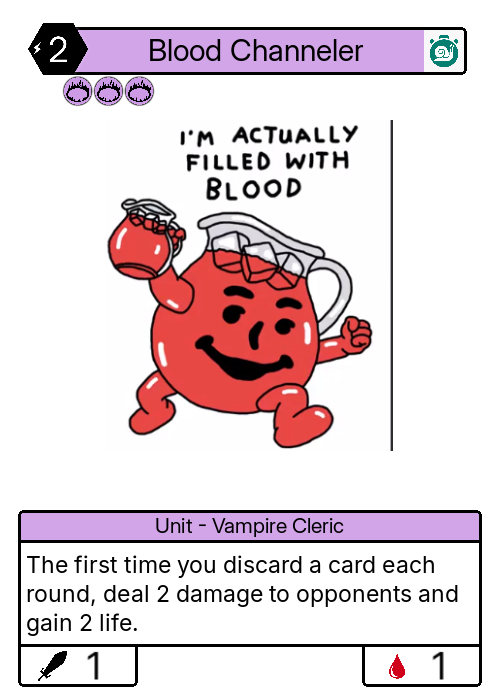 2
Blood Channeler
I'M ACTUALLY
FILLED WITH
BLOOD
Unit - Vampire Cleric
The first time you discard a card each
round, deal 2 damage to opponents and
gain 2 life.
1
1